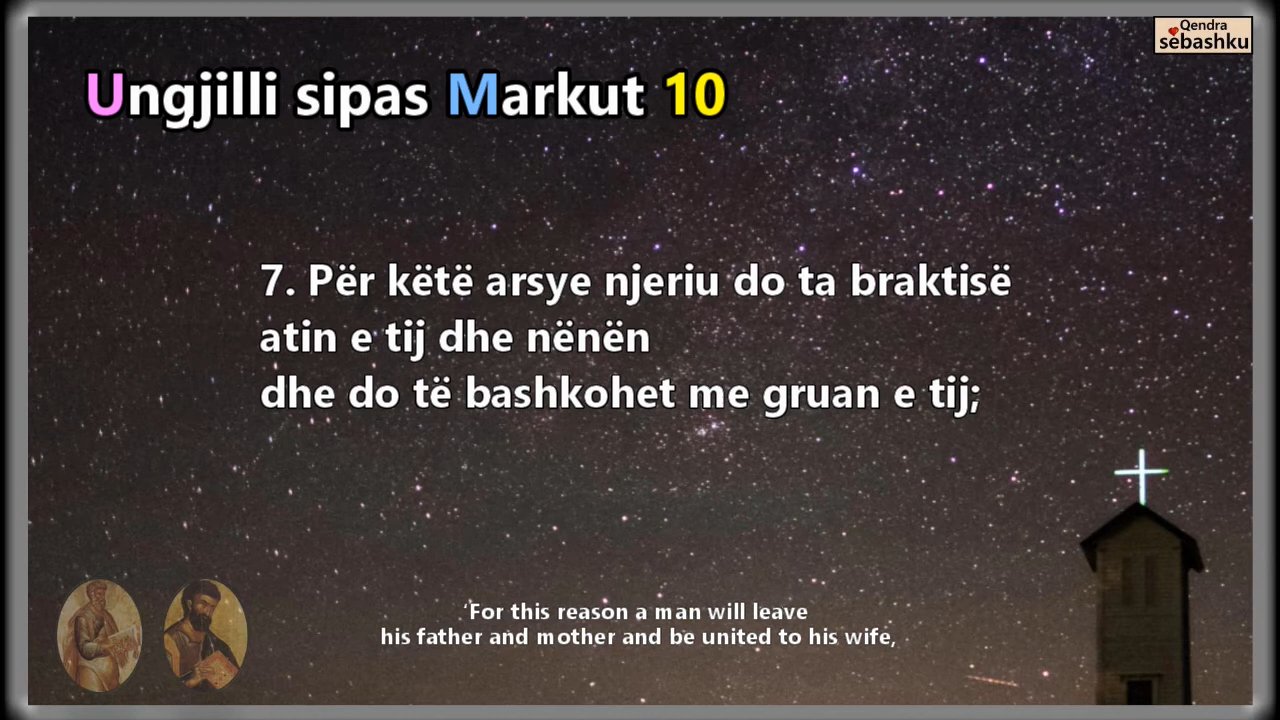 Qendra
sëbashku
Ungjilli sipas Markut 10
7. Për këtë arsye njeriu do ta braktisë
atin e tij dhe nënën
dhe do të bashkohet me gruan e tij;
‘For this reason a man will leave
his father and mother and be united to his wife,